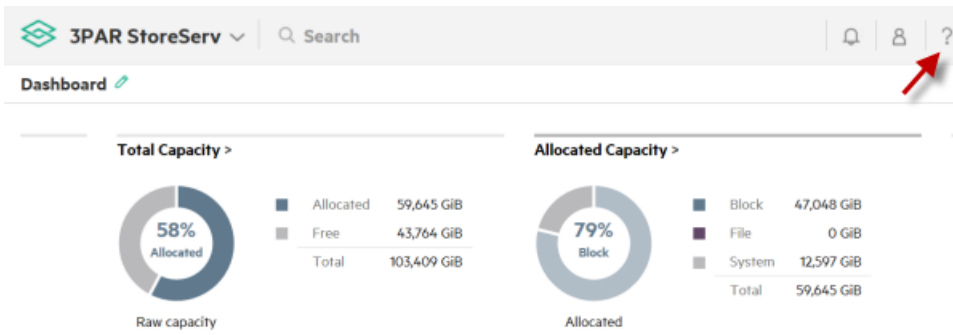 3PAR StoreServ Search ?
Dashboard
Total Capacity >
58%
Allocated
Allocated 59,645 GiB
Free 43,764 GiB
Total 103,409 GiB
Raw capacity
Allocated Capacity >
79%
Block
Block 47,048 GiB
File 0 GiB
System 12,597 GiB
Total 59,645 GiB
Allocated